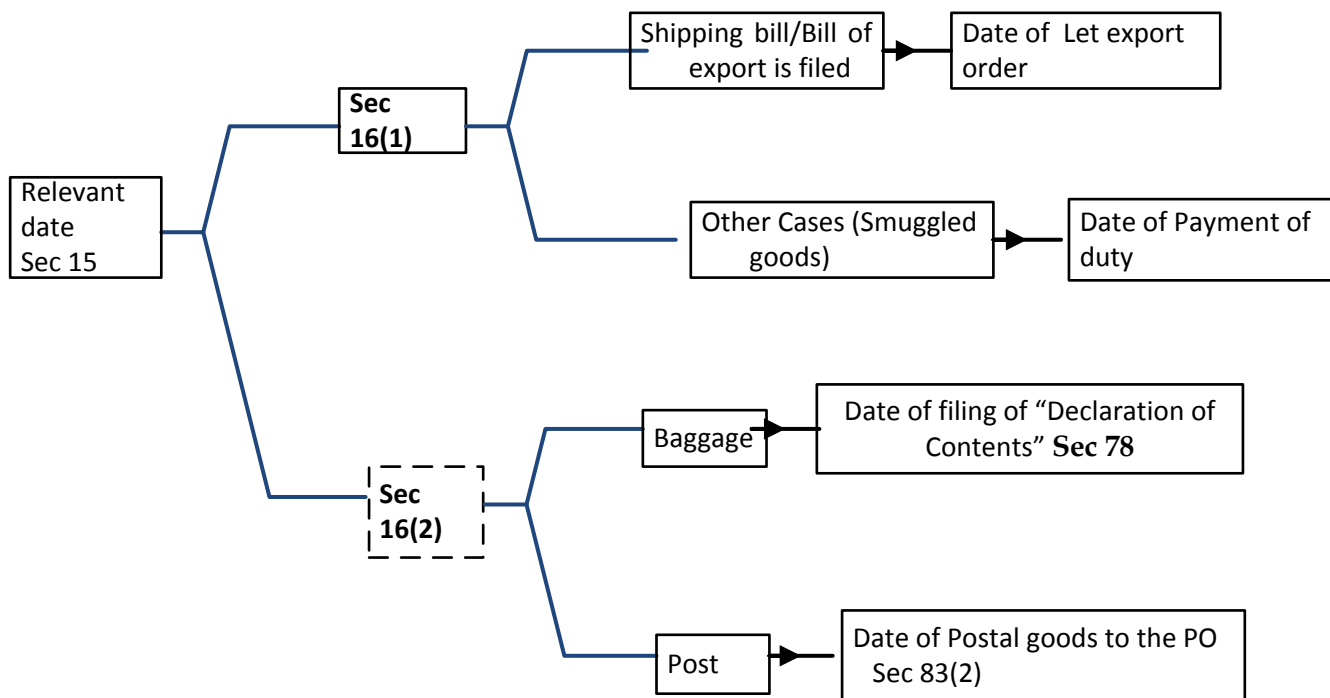 Relevant
date
Sec 15
Sec
16(1)
Shipping bill/Bill of
export is filed
Date of Let export
order
Other Cases (Smuggled
goods)
Date of Payment of
duty
Sec
16(2)
Baggage
Date of filing of “Declaration of
Contents” Sec 78
Post
Date of Postal goods to the PO
Sec 83(2)